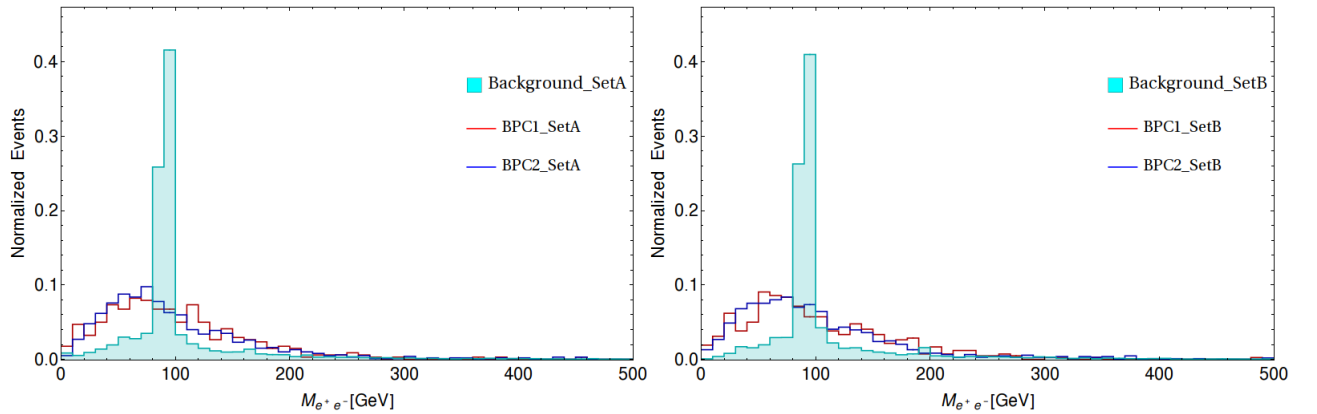 Normalized Events
0.4
0.3
0.2
0.1
0.0
0
100
200
300
400
500
M e⁺ e⁻[GeV]
Background_SetA
BPC1_SetA
BPC2_SetA
Normalized Events
0.4
0.3
0.2
0.1
0.0
0
100
200
300
400
500
M e⁺ e⁻[GeV]
Background_SetB
BPC1_SetB
BPC2_SetB